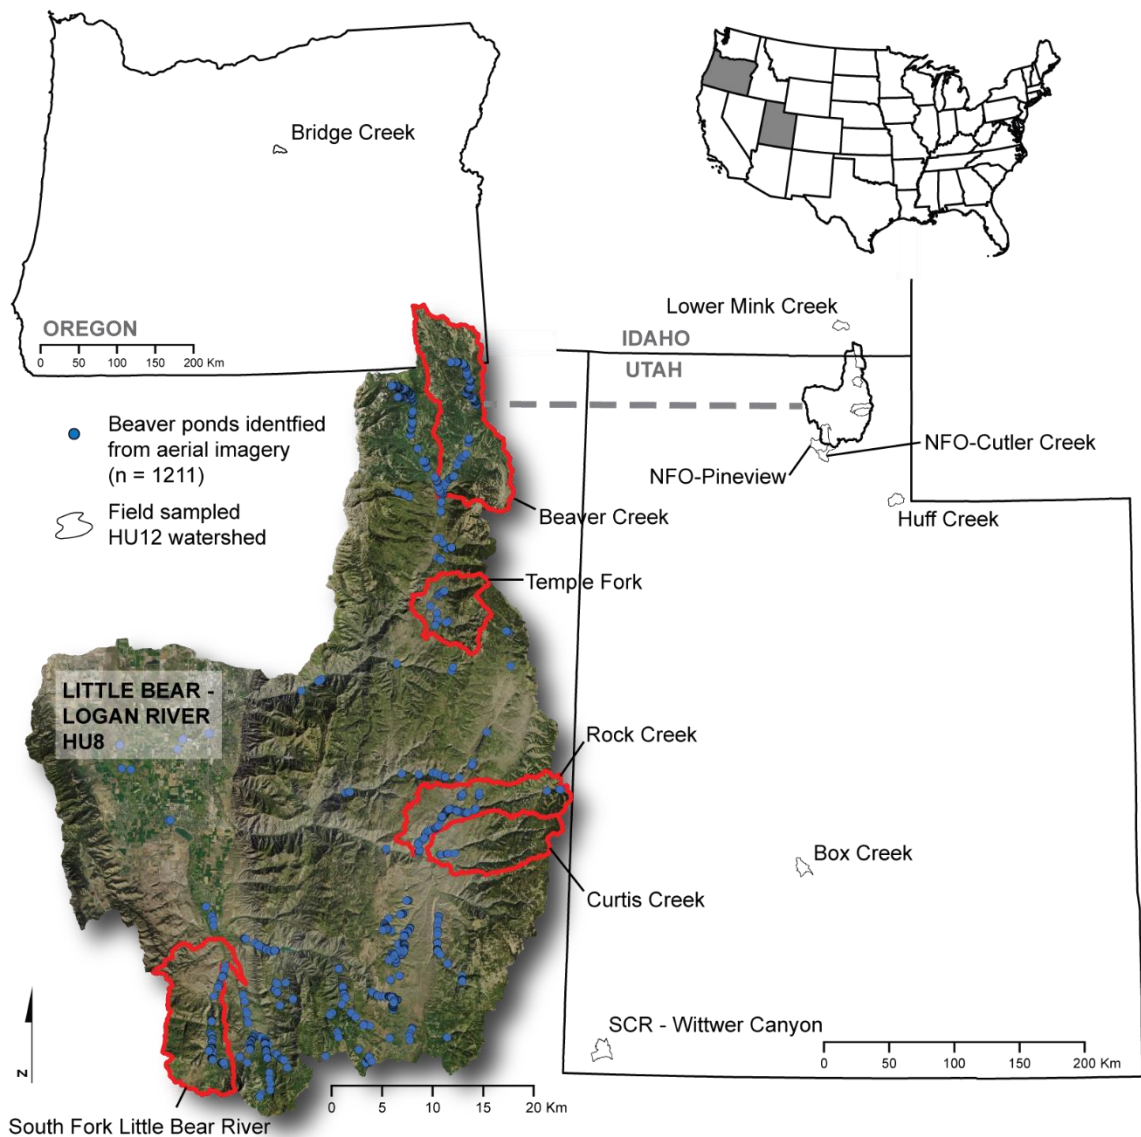 Bridge Creek
OREGON
0 50 100 150 200 Km
Lower Mink Creek
IDAHO
UTAH
NFO-Cutler Creek
NFO-Pineview
Huff Creek
Beaver ponds identfied
from aerial imagery
(n = 1211)
Field sampled
HU12 watershed
Beaver Creek
Temple Fork
LITTLE BEAR -
LOGAN RIVER
HU8
Rock Creek
Curtis Creek
Box Creek
SCR - Wittwer Canyon
0 50 100 150 200 Km
N
0 5 10 15 20 Km
South Fork Little Bear River